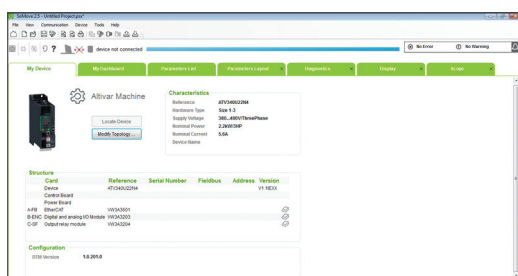 SoMove 2.5 - Untitled Project.psx*
File View Communication Device Tools Help
device not connected
No Error
No Warning
My Device My Dashboard Parameters List Parameters Layout Diagnostics Display Scope
Altivar Machine
Locate Device
Modify Topology ...
Characteristics
Reference ATV340U22N4
Hardware Type Size 1-3
Supply Voltage 380...480V/ThreePhase
Nominal Power 2.2kW/3HP
Nominal Current 5.6A
Device Name
Structure
Card Reference Serial Number Fieldbus Address Version
Device ATV340U22N4 V1.1IEXX
Control Board
Power Board
A-FB EtherCAT VW3A3601
B-ENC Digital and analog I/O Module VW3A3203
C-SF Output relay module VW3A3204
Configuration
DTM Version 1.0.201.0